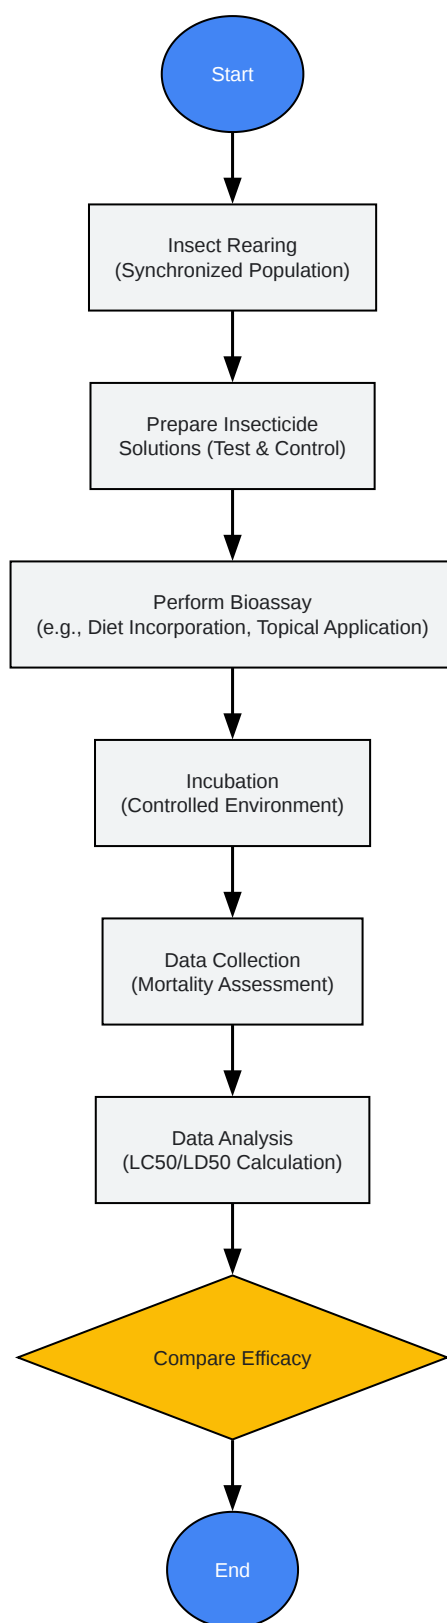 Start
Insect Rearing
(Synchronized Population)
Prepare Insecticide
Solutions (Test & Control)
Perform Bioassay
(e.g., Diet Incorporation, Topical Application)
Incubation
(Controlled Environment)
Data Collection
(Mortality Assessment)
Data Analysis
(LC50/LD50 Calculation)
Compare Efficacy
End